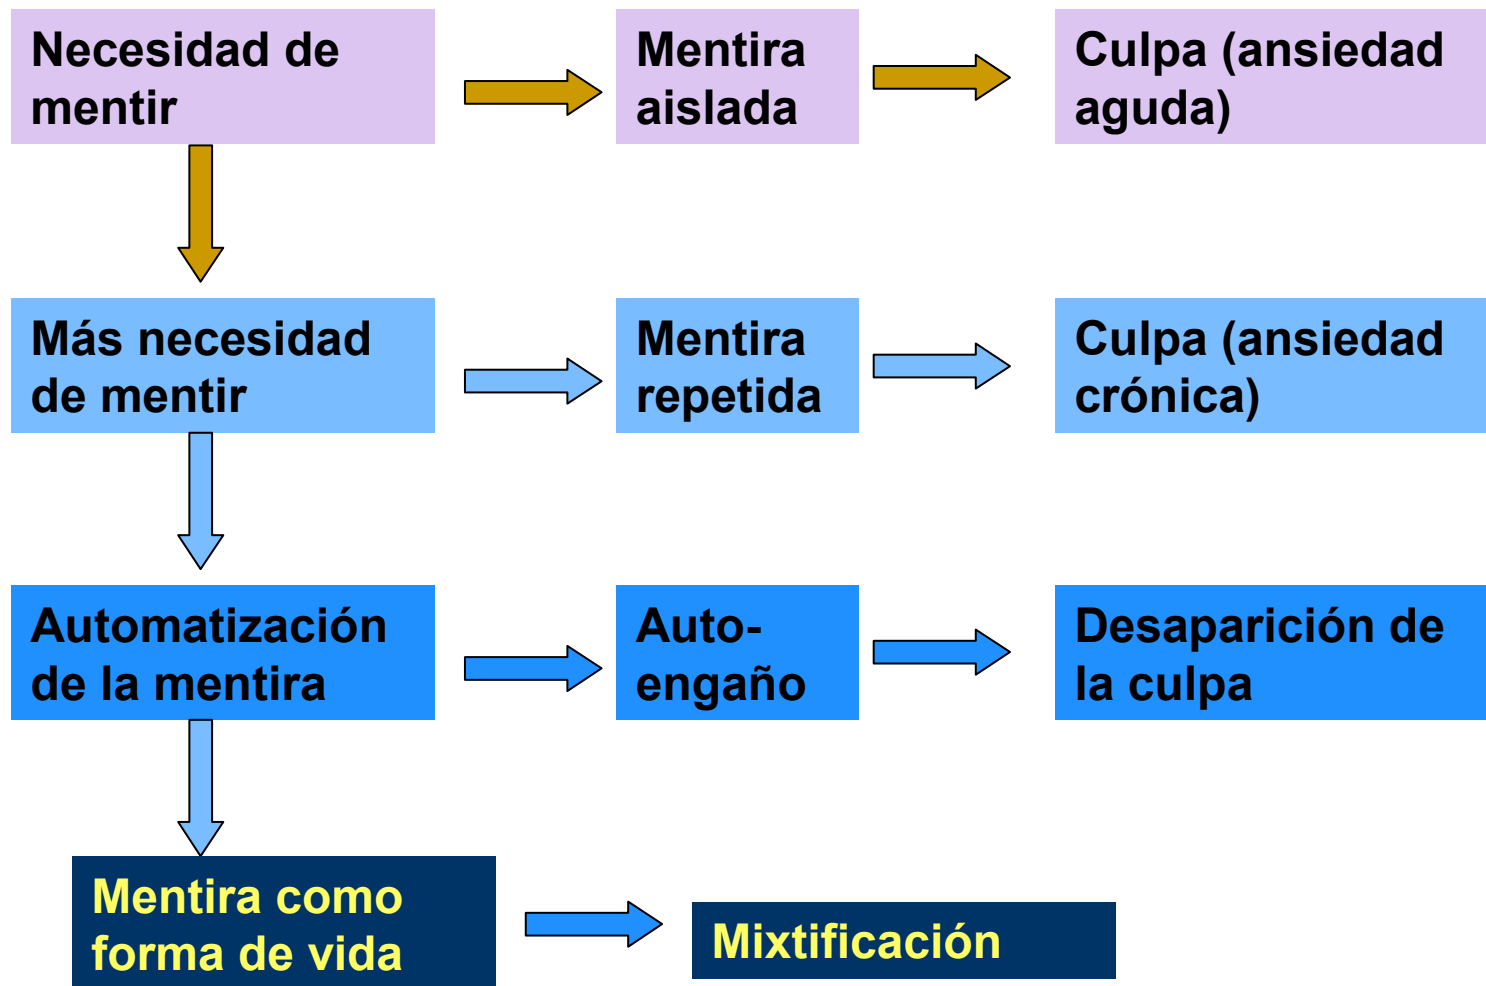 Necesidad de
mentir
Mentira
aislada
Culpa (ansiedad
aguda)
Más necesidad
de mentir
Mentira
repetida
Culpa (ansiedad
crónica)
Automatización
de la mentira
Auto-
engaño
Desaparición de
la culpa
Mentira como
forma de vida
Mixtificación